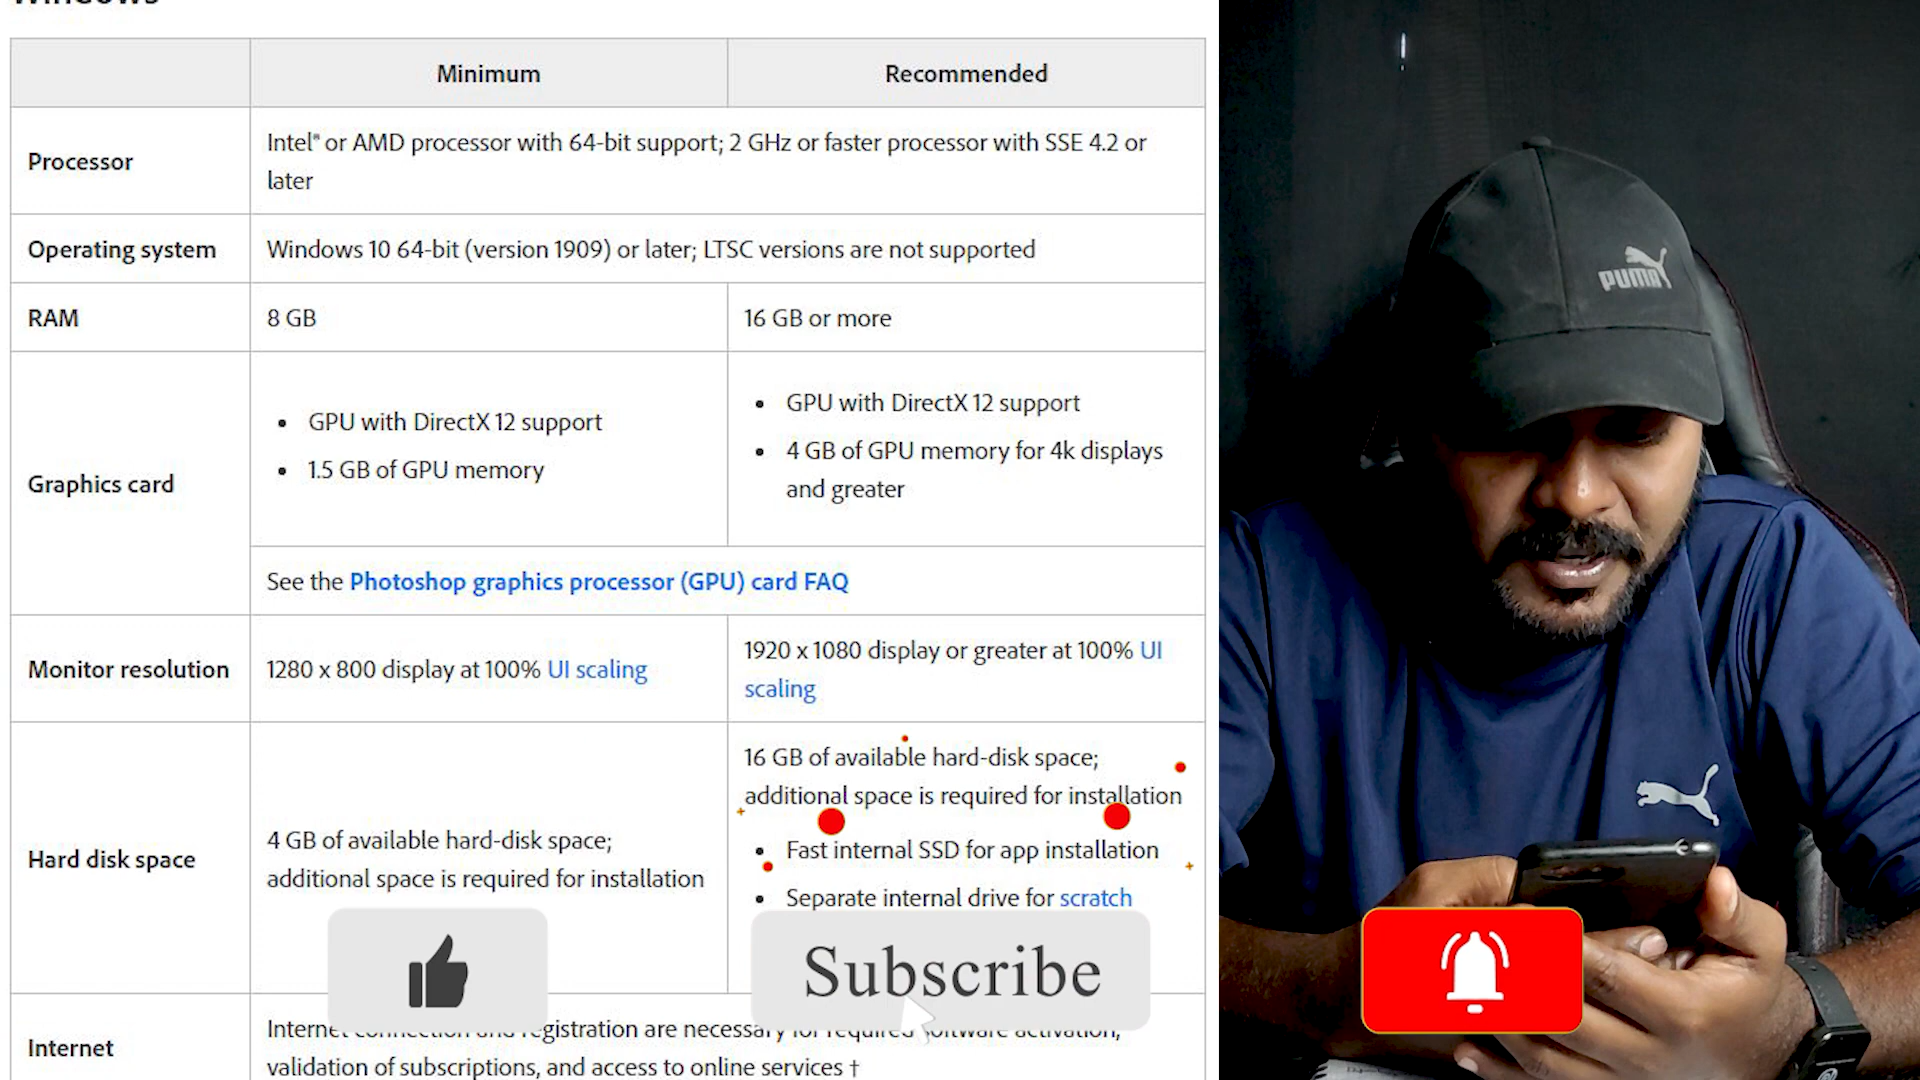 Windows
Minimum
Recommended
Processor
Intel® or AMD processor with 64-bit support; 2 GHz or faster processor with SSE 4.2 or
later
Operating system
Windows 10 64-bit (version 1909) or later; LTSC versions are not supported
RAM
8 GB
16 GB or more
Graphics card
• GPU with DirectX 12 support
• 1.5 GB of GPU memory
• GPU with DirectX 12 support
• 4 GB of GPU memory for 4k displays
and greater
See the Photoshop graphics processor (GPU) card FAQ
Monitor resolution
1280 x 800 display at 100% UI scaling
1920 x 1080 display or greater at 100% UI
scaling
Hard disk space
4 GB of available hard-disk space;
additional space is required for installation
16 GB of available hard-disk space;
additional space is required for installation
• Fast internal SSD for app installation
• Separate internal drive for scratch
Internet
Internet connection and registration are necessary for required software activation,
validation of subscriptions, and access to online services †
Subscribe
PUMA